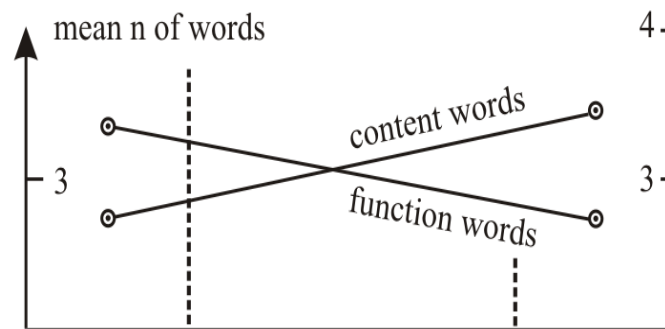 mean n of words
4
content words
3
3
function words